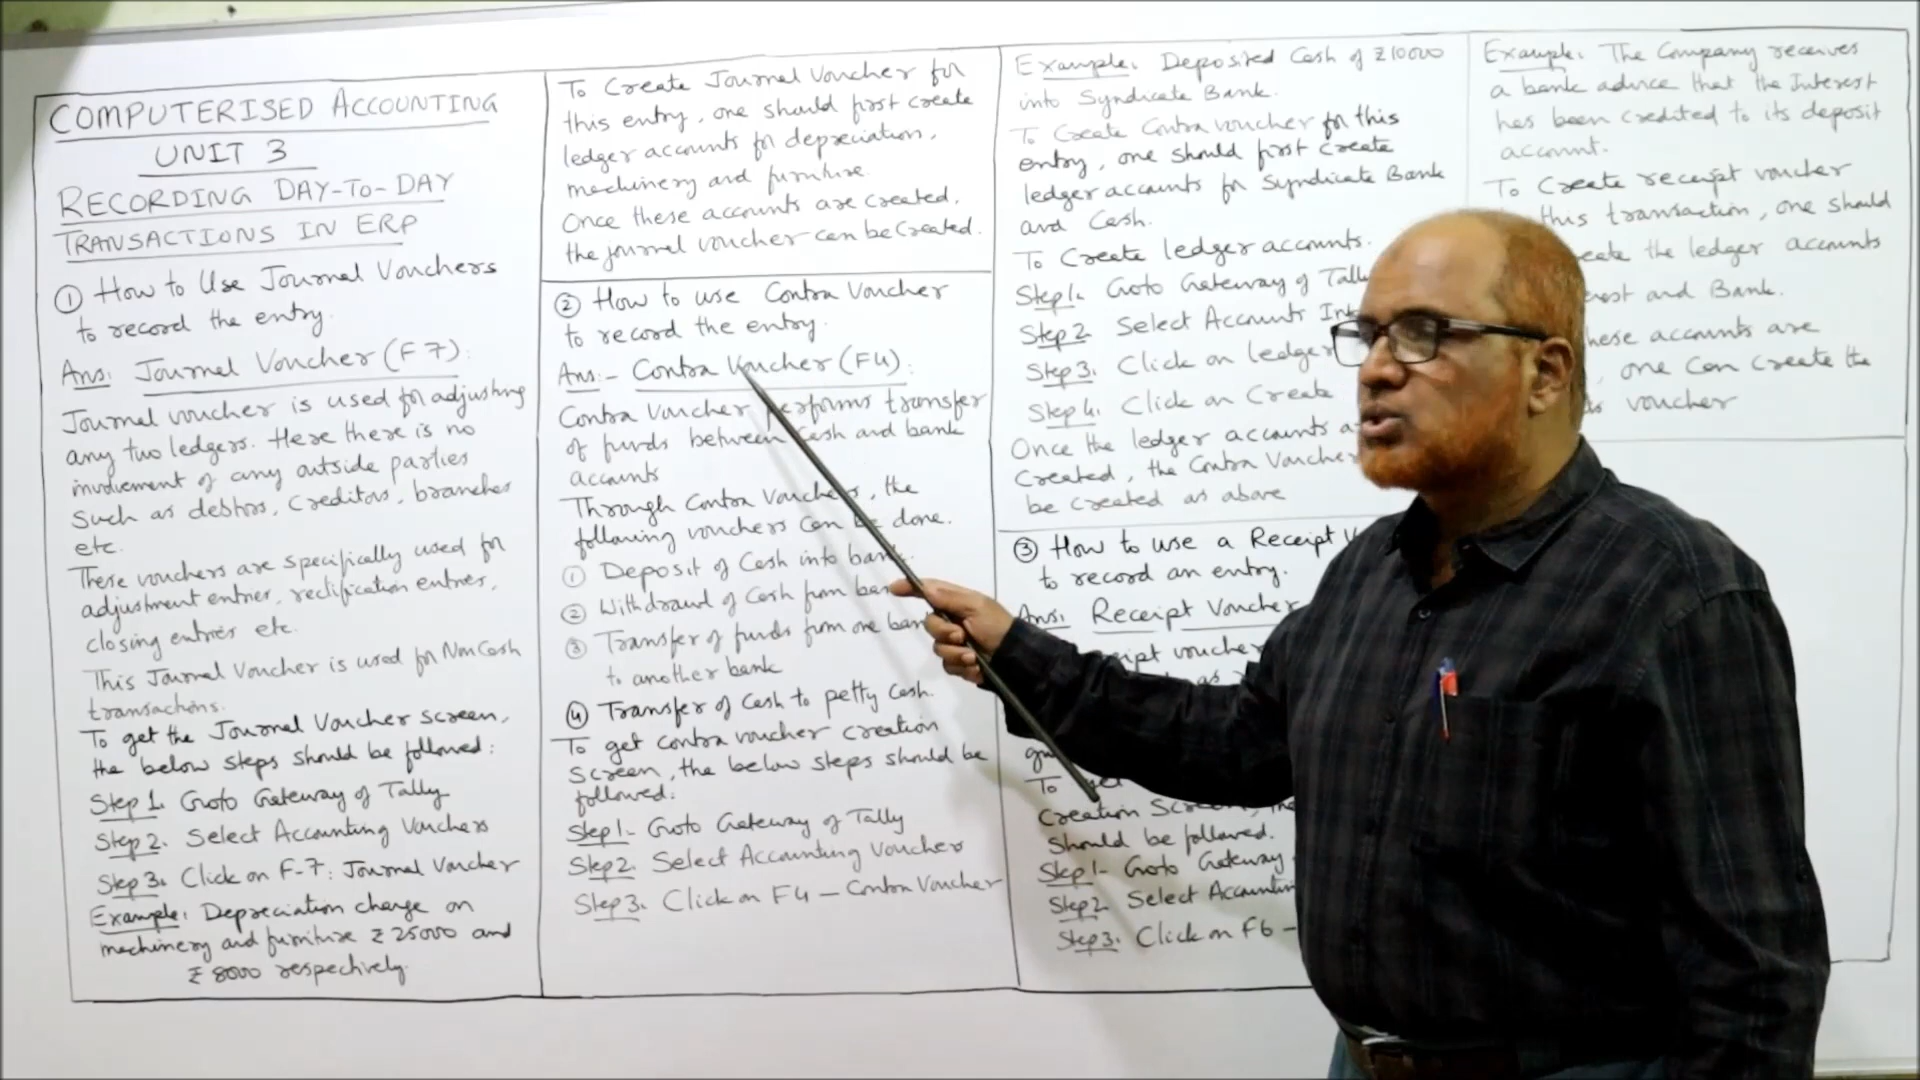 COMPUTERISED ACCOUNTING
UNIT 3
RECORDING DAY-TO-DAY
TRANSACTIONS IN ERP
① How to Use Journal Vouchers
to record the entry.
Ans: Journal Voucher (F7):
Journal voucher is used for adjusting
any two ledgers. Here there is no
involvement of any outside parties
such as debtors, creditors, branches
etc.
These vouchers are specifically used for
adjustment entries, rectification entries,
closing entries etc.
This Journal Voucher is used for Non Cash
transactions.
To get the Journal Voucher screen,
the below steps should be followed:
Step 1. Goto Gateway of Tally
Step 2. Select Accounting Vouchers
Step 3. Click on F-7: Journal Voucher
Example: Depreciation charge on
machinery and furniture ₹ 25000 and
₹ 8000 respectively
To Create Journal Voucher for
this entry, one should first create
ledger accounts for depreciation,
machinery and furniture.
Once these accounts are created,
the journal voucher can be created.
② How to use Contra Voucher
to record the entry.
Ans:- Contra Voucher (F4):
Contra Voucher performs transfer
of funds between Cash and bank
accounts
Through Contra Vouchers, the
following vouchers can be done.
① Deposit of Cash into bank.
② Withdrawl of Cash from
③ Transfer of funds from one
to another bank
④ Transfer of Cash to petty Cash.
To get contra voucher creation
screen, the below steps should be
followed:
Step 1- Goto Gateway of Tally
Step 2. Select Accounting Voucher
Step 3. Click on F4 – Contra Voucher
Example. Deposited Cash of ₹ 10000
into Syndicate Bank.
To Create Contra voucher for this
entry, one should first create
ledger accounts for Syndicate Bank
and Cash.
To Create ledger accounts.
Step 1. Goto Gateway of Tally
Step 2 Select Accounts
Step 3. Click on ledger
Step 4. Click on Create
Once the ledger accounts
Created, the Contra Voucher
be created as above
③ How to use a Receipt
to record an entry.
Ans: Receipt Voucher
voucher
as
To
Creation Screen, the
should be followed.
Step 1- Goto Gateway
Step 2 Select
Step 3. Click on F6 –
Example. The Company receives
a bank advice that the Interest
has been credited to its deposit
account.
To Create receipt voucher
this transaction, one should
the ledger accounts
and Bank.
accounts are
, one can create the
voucher